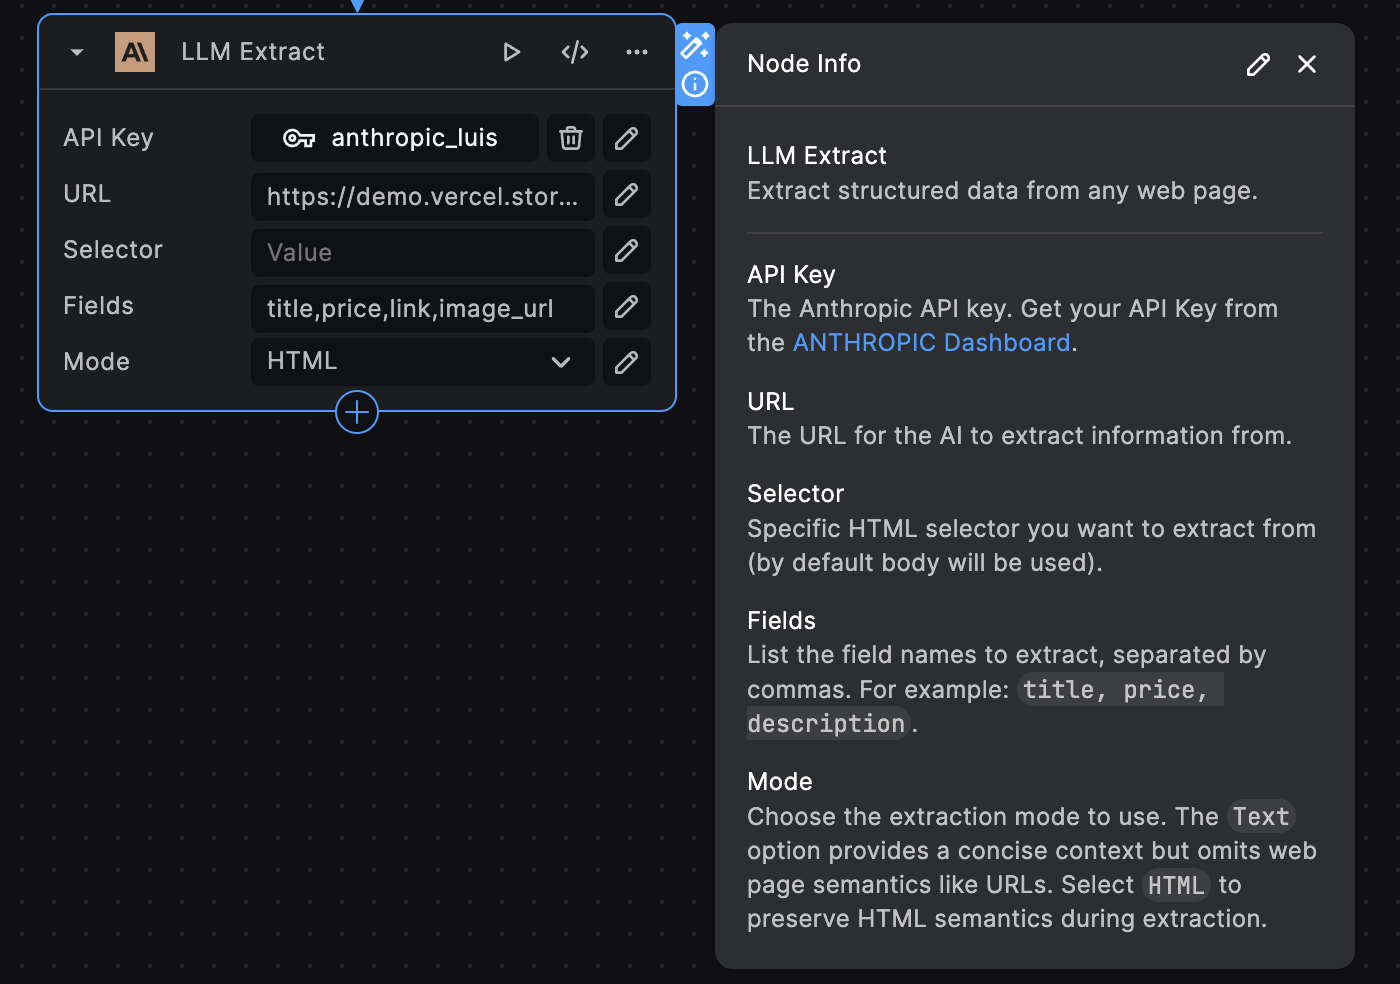 LLM Extract
API Key
anthropic_luis
URL
https://demo.vercel.stor...
Selector
Value
Fields
title,price,link,image_url
Mode
HTML
Node Info
LLM Extract
Extract structured data from any web page.
API Key
The Anthropic API key. Get your API Key from
the ANTHROPIC Dashboard.
URL
The URL for the AI to extract information from.
Selector
Specific HTML selector you want to extract from
(by default body will be used).
Fields
List the field names to extract, separated by
commas. For example: title, price,
description.
Mode
Choose the extraction mode to use. The Text
option provides a concise context but omits web
page semantics like URLs. Select HTML to
preserve HTML semantics during extraction.